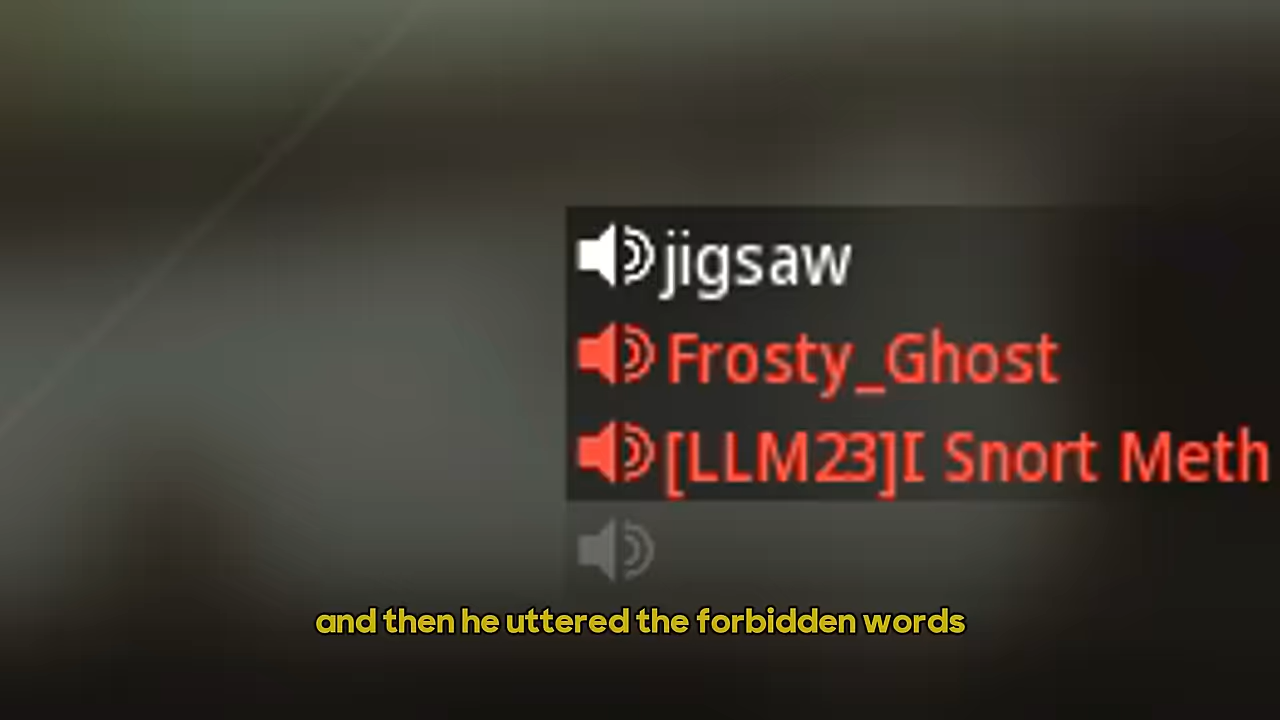 jigsaw
Frosty_Ghost
[LLM23]I Snort Meth
and then he uttered the forbidden words